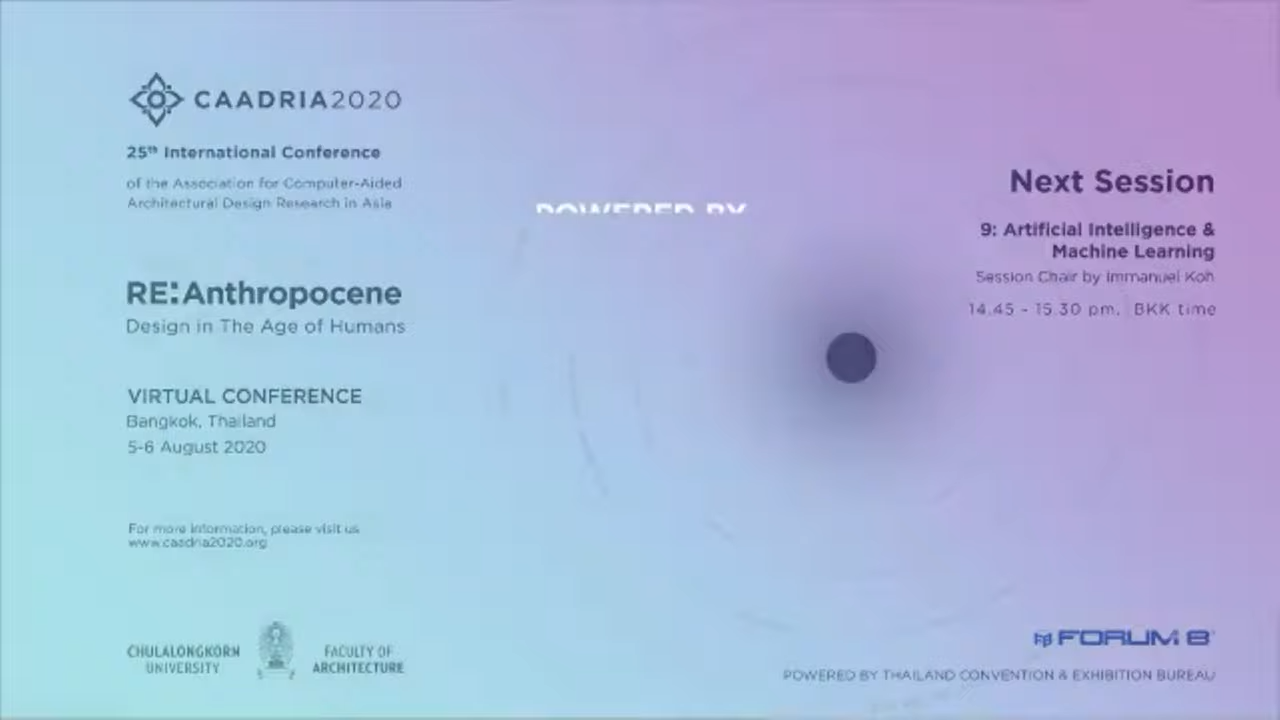 CAADRIA2020
25th International Conference
of the Association for Computer-Aided
Architectural Design Research in Asia
RE:Anthropocene
Design in The Age of Humans
VIRTUAL CONFERENCE
Bangkok, Thailand
5-6 August 2020
For more information, please visit us
www.caadria2020.org
CHULALONGKORN
UNIVERSITY
FACULTY OF
ARCHITECTURE
POWERED BY
Next Session
9: Artificial Intelligence &
Machine Learning
Session Chair by Immanuel Koh
14.45 - 15.30 pm. BKK time
FORUM 8
POWERED BY THAILAND CONVENTION & EXHIBITION BUREAU